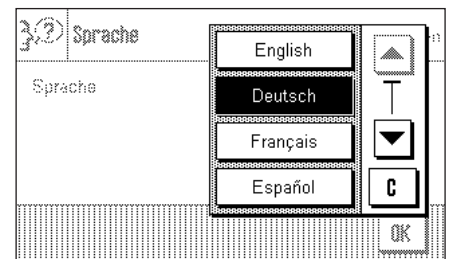 Sprache
n
Sprache
English
Deutsch
Français
Español
C
OK